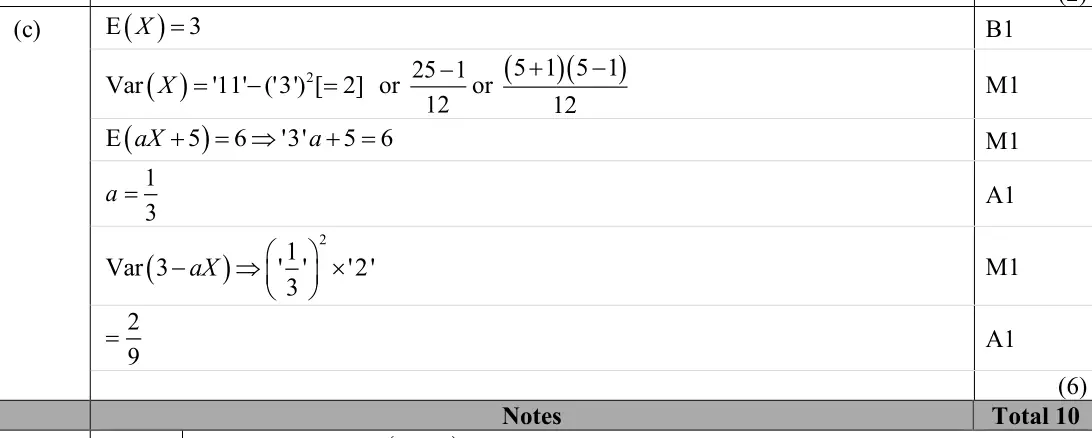 (2)
(c) E(X) = 3 B1
Var(X) = '11' − ('3')² [= 2] or (25 − 1)/12 or (5 + 1)(5 − 1)/12 M1
E(aX + 5) = 6 ⇒ '3' a + 5 = 6 M1
a = 1/3 A1
Var(3 − aX) ⇒ ('1/3')² × '2' M1
= 2/9 A1
(6)
Notes Total 10